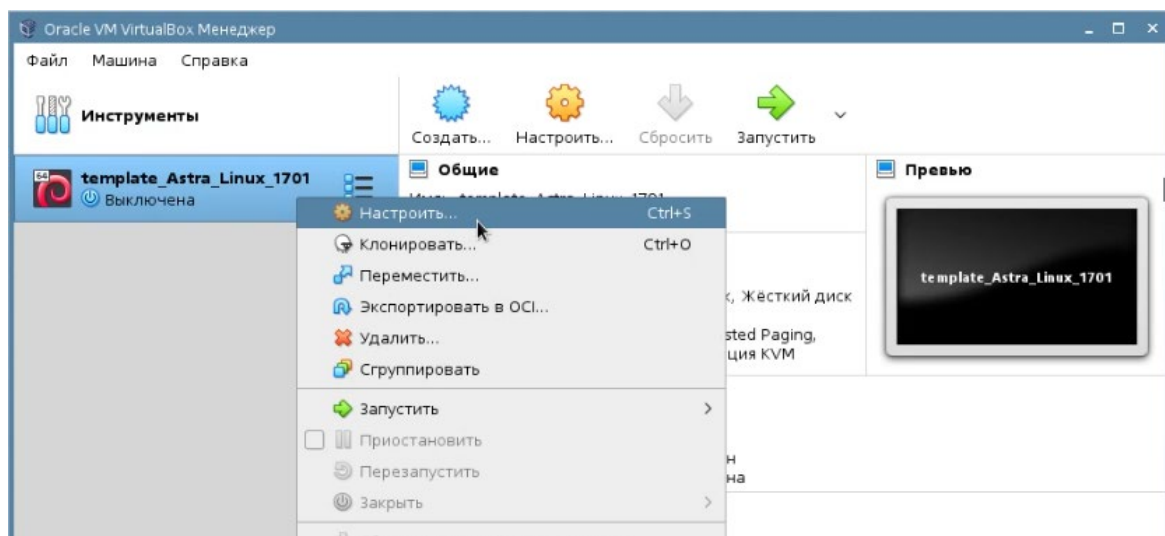 Oracle VM VirtualBox Менеджер
Файл Машина Справка
Инструменты
Создать... Настроить... Сбросить Запустить
64
template_Astra_Linux_1701
Выключена
Общие
Превью
template_Astra_Linux_1701
Настроить... Ctrl+S
Клонировать... Ctrl+O
Переместить...
Экспортировать в OCI...
Удалить...
Сгруппировать
Запустить
Приостановить
Перезапустить
Закрыть
, Жёсткий диск
sted Paging,
ция KVM
н
на